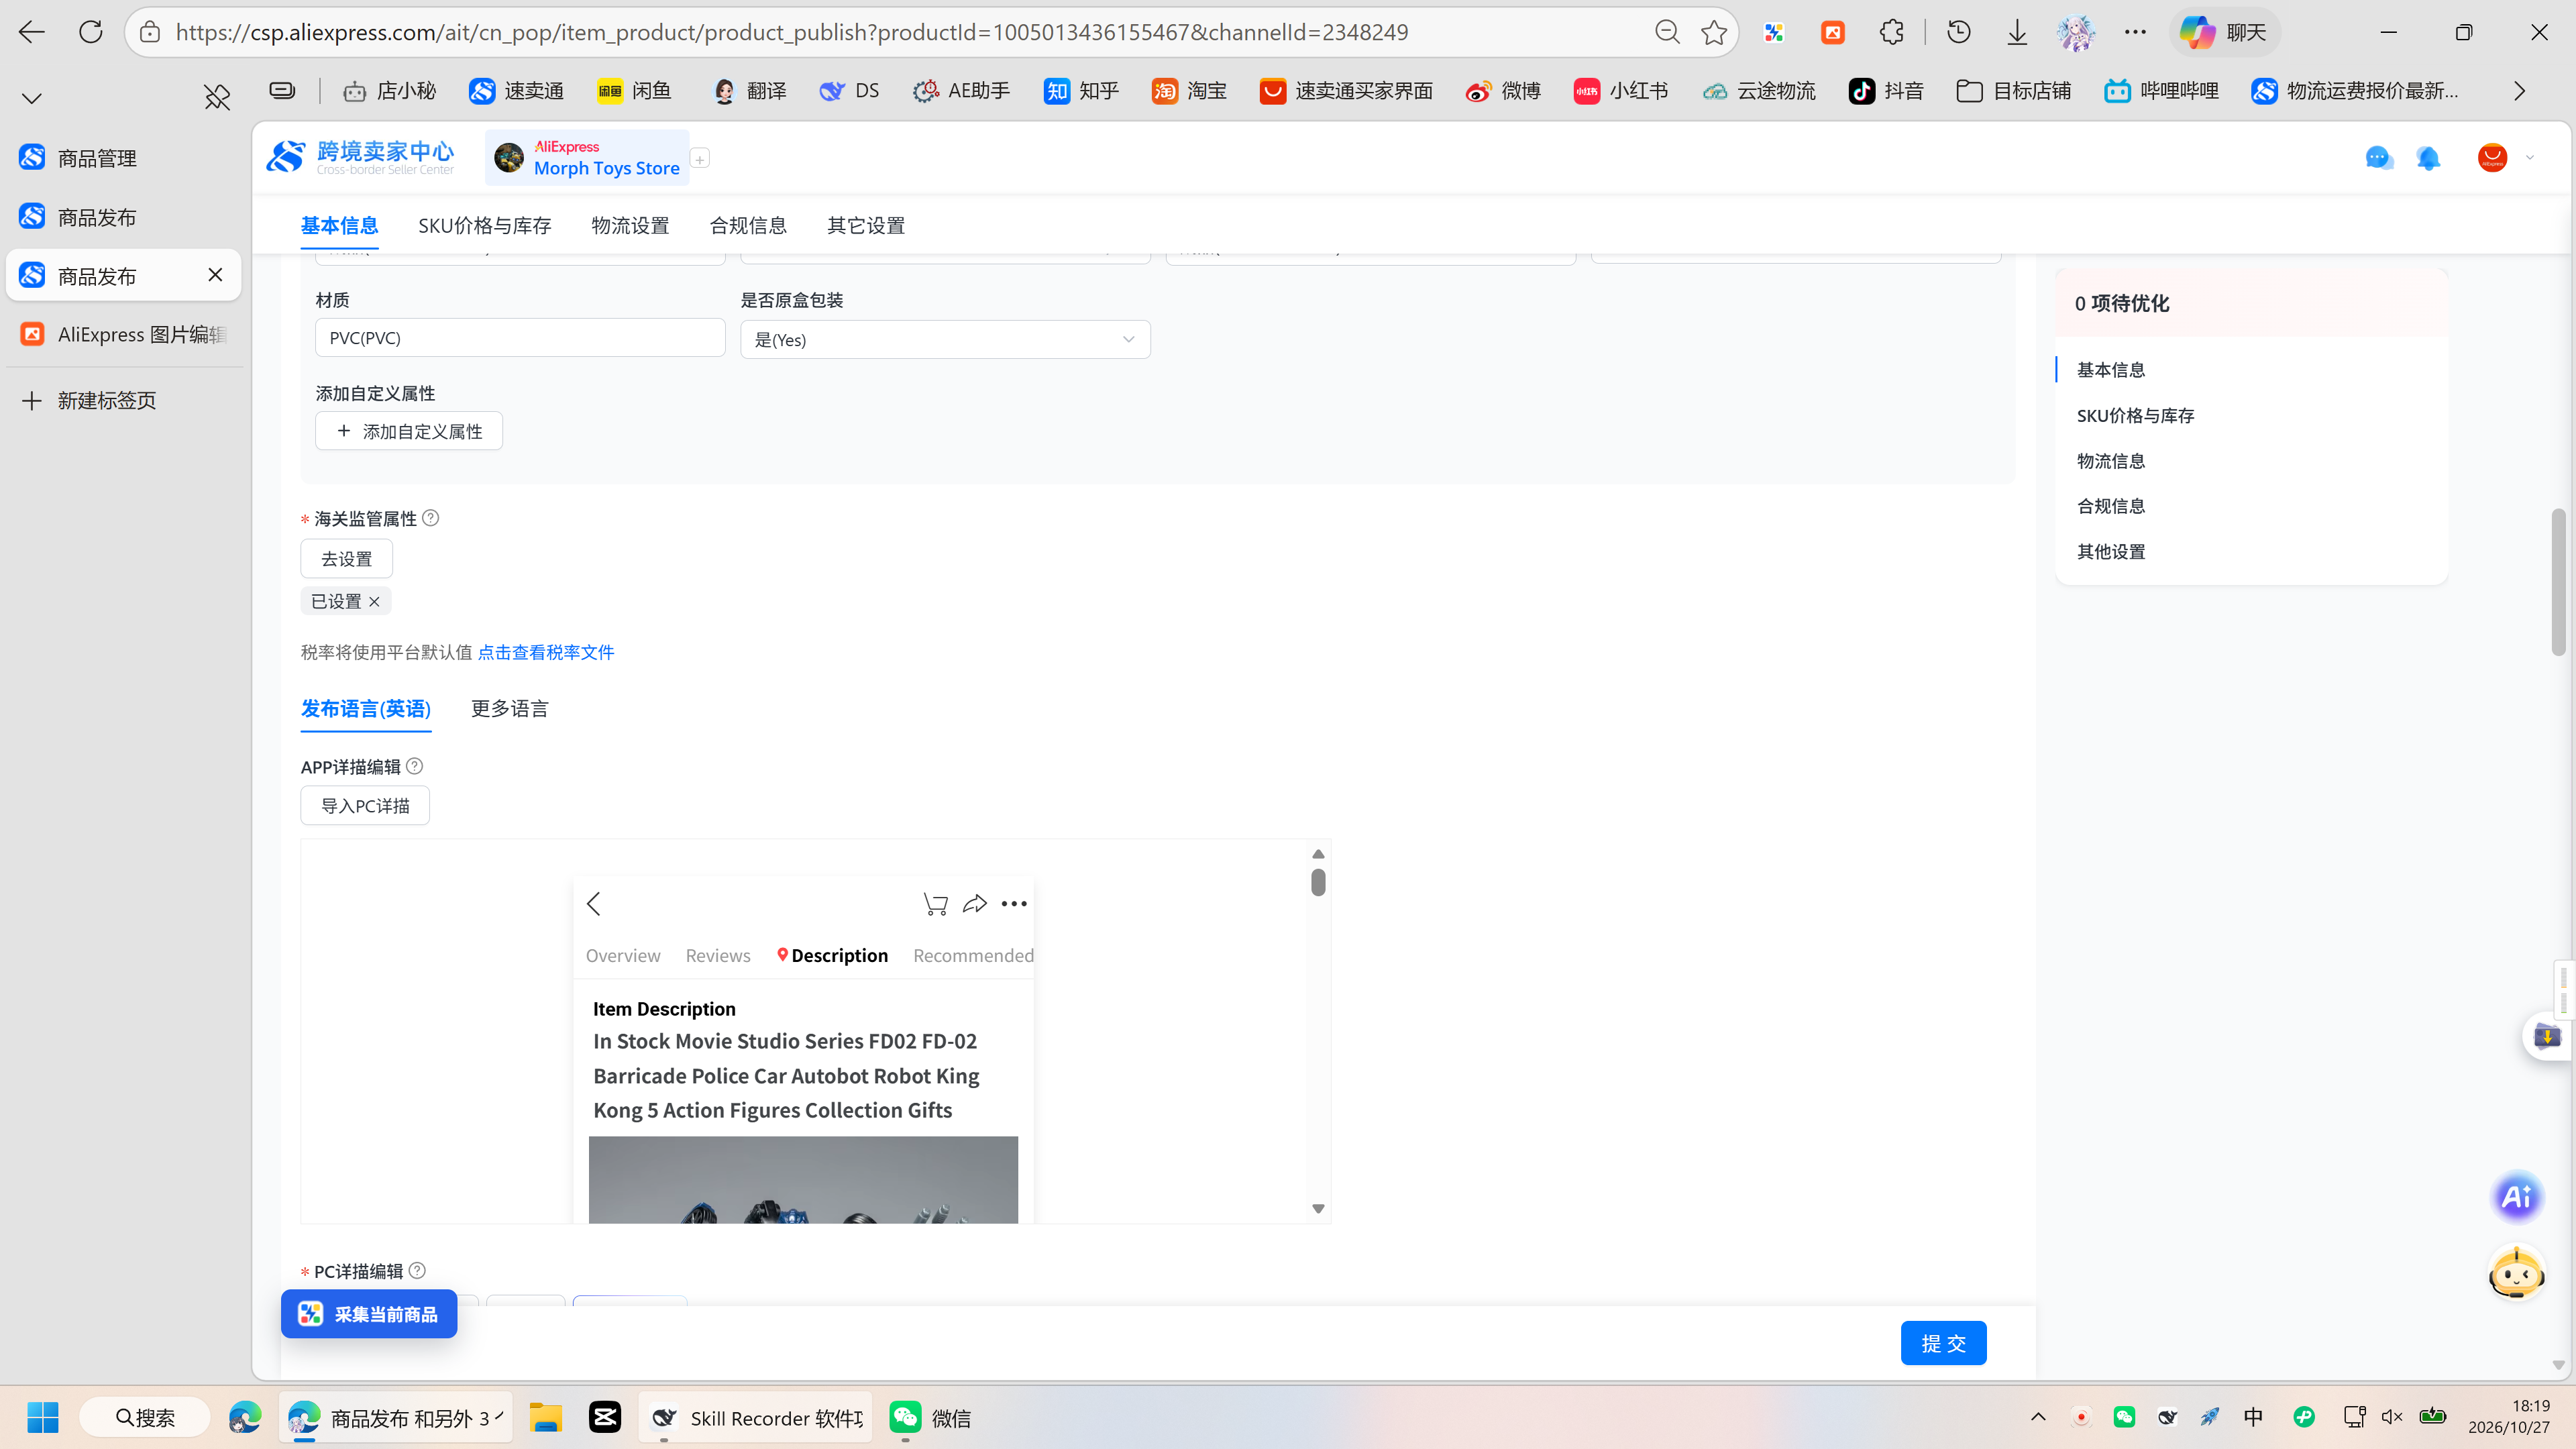 https://csp.aliexpress.com/ait/cn_pop/item_product/product_publish?productId=1005013436155467&channelId=2348249
聊天
店小秘
速卖通
闲鱼
翻译
DS
AE助手
知乎
淘宝
速卖通买家界面
微博
小红书
云途物流
抖音
目标店铺
哔哩哔哩
物流运费报价最新...
商品管理
商品发布
商品发布
AliExpress 图片编辑
新建标签页
跨境卖家中心
Cross-border Seller Center
AliExpress
Morph Toys Store
基本信息
SKU价格与库存
物流设置
合规信息
其它设置
材质
是否原盒包装
PVC(PVC)
是(Yes)
添加自定义属性
+ 添加自定义属性
* 海关监管属性
去设置
已设置
税率将使用平台默认值 点击查看税率文件
发布语言(英语)
更多语言
APP详描编辑
导入PC详描
Overview
Reviews
Description
Recommended
Item Description
In Stock Movie Studio Series FD02 FD-02
Barricade Police Car Autobot Robot King
Kong 5 Action Figures Collection Gifts
* PC详描编辑
采集当前商品
提 交
0 项待优化
基本信息
SKU价格与库存
物流信息
合规信息
其他设置
Ai
搜索
商品发布 和另外 3
Skill Recorder 软件
微信
中
18:19
2026/10/27